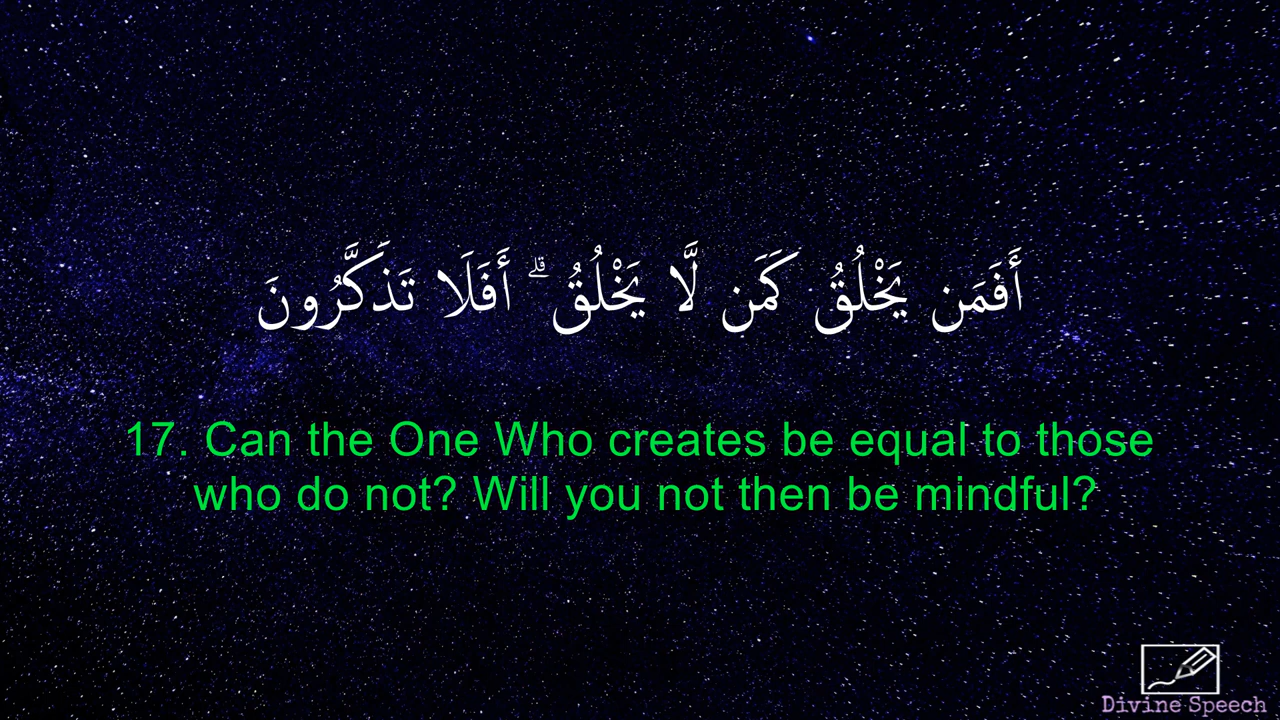 أَفَمَن يَخْلُقُ كَمَن لَّا يَخْلُقُ ۗ أَفَلَا تَذَكَّرُونَ
17. Can the One Who creates be equal to those
who do not? Will you not then be mindful?
Divine Speech